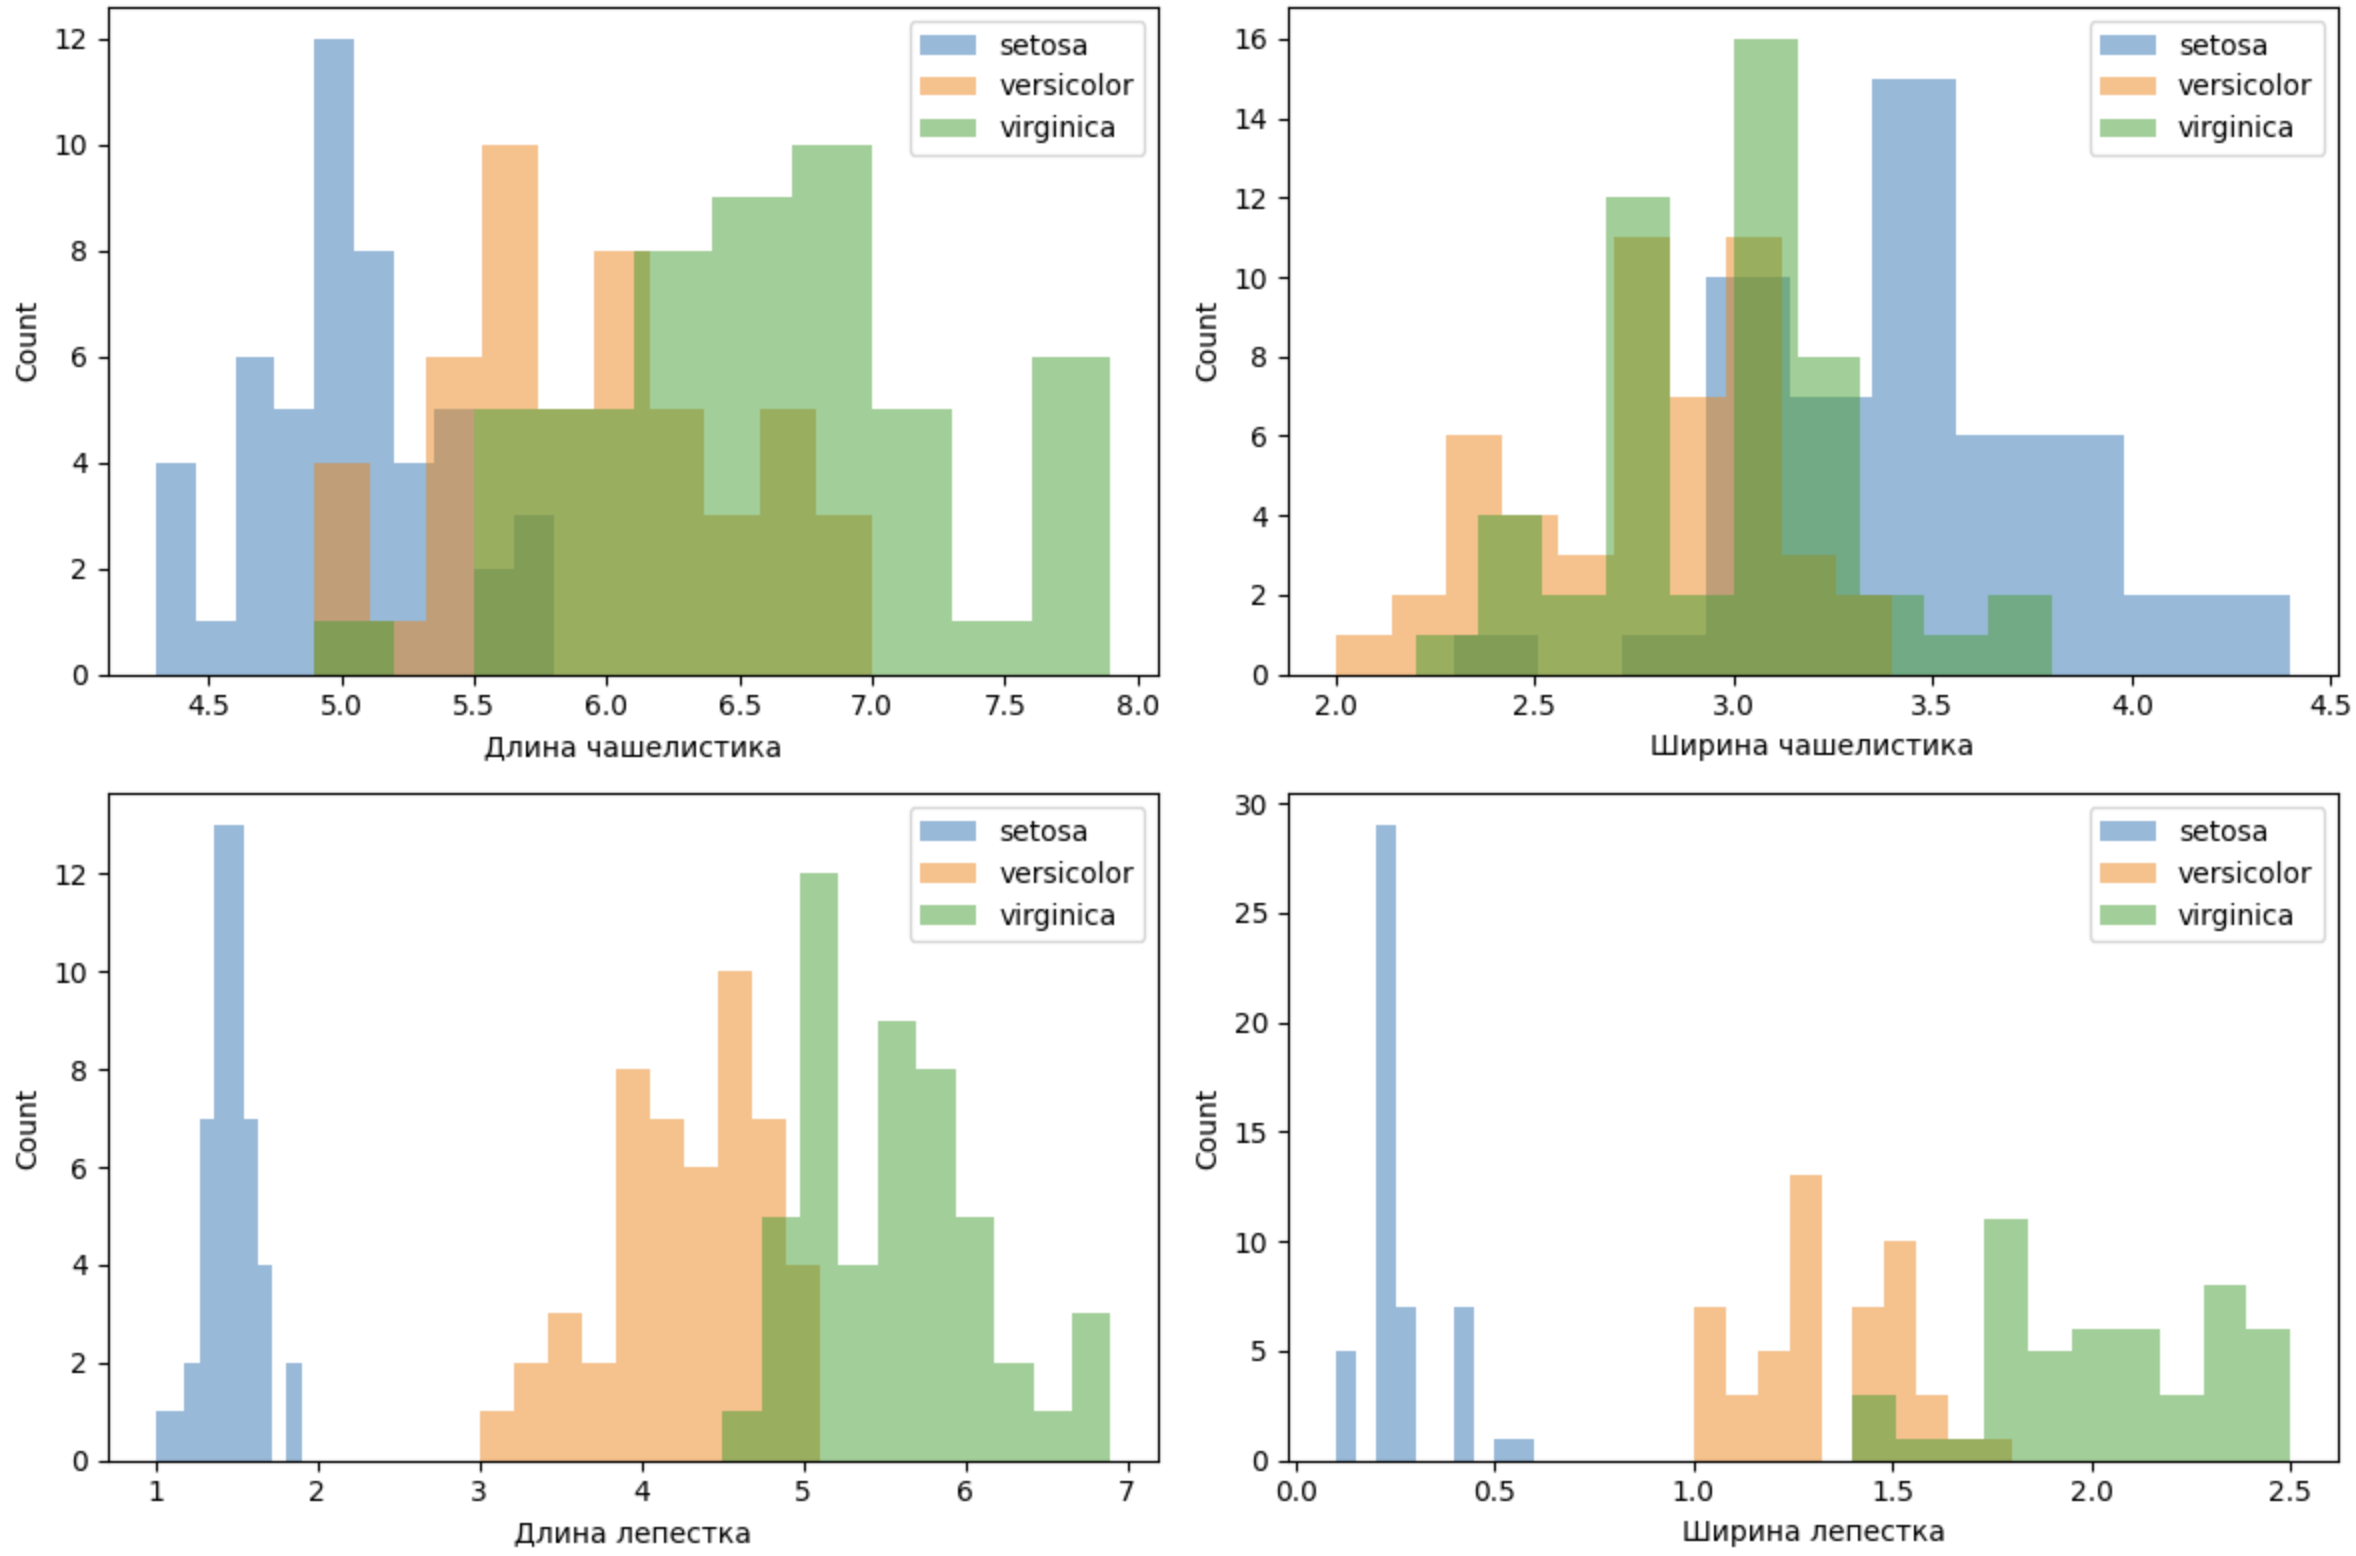 12
10
8
6
4
2
0
Count
4.5 5.0 5.5 6.0 6.5 7.0 7.5 8.0
Длина чашелистика
setosa
versicolor
virginica
16
14
12
10
8
6
4
2
0
Count
2.0 2.5 3.0 3.5 4.0 4.5
Ширина чашелистика
setosa
versicolor
virginica
12
10
8
6
4
2
0
Count
1 2 3 4 5 6 7
Длина лепестка
setosa
versicolor
virginica
30
25
20
15
10
5
0
Count
0.0 0.5 1.0 1.5 2.0 2.5
Ширина лепестка
setosa
versicolor
virginica